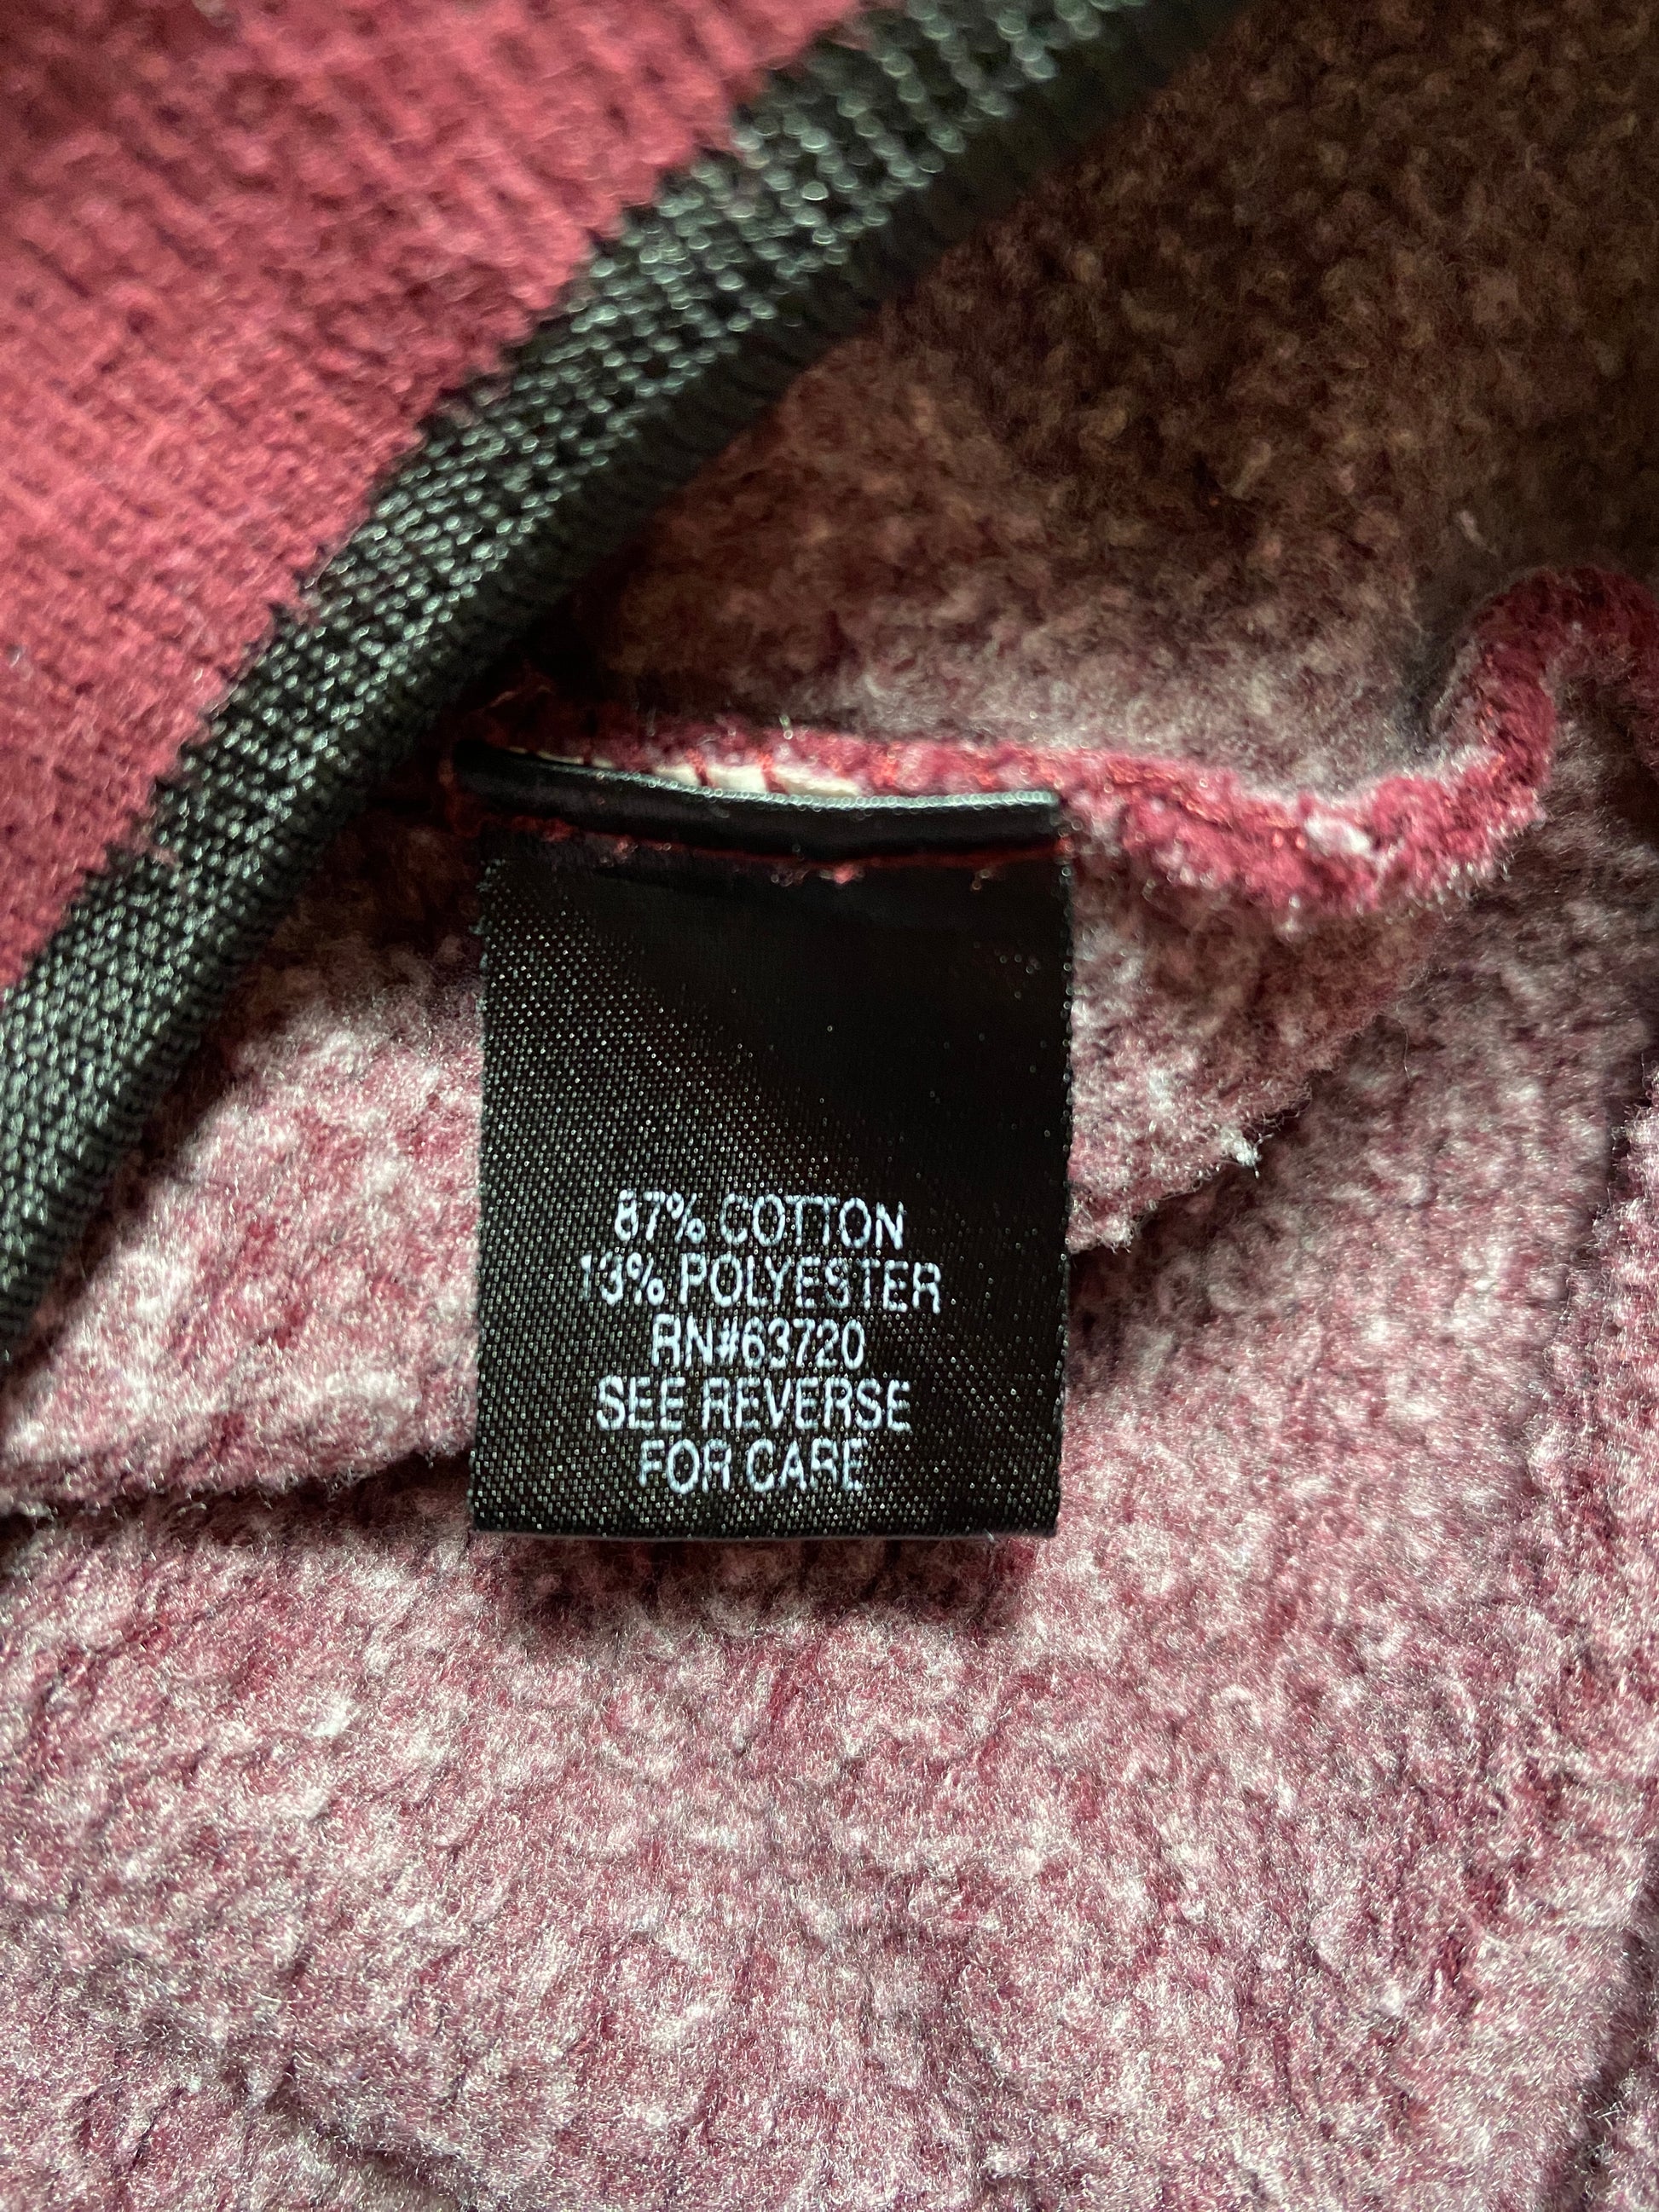 87% COTTON
13% POLYESTER
RN#63720
SEE REVERSE
FOR CARE